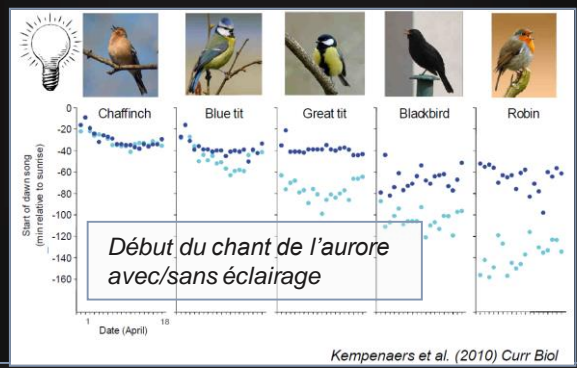 Chaffinch
Blue tit
Great tit
Blackbird
Robin
Start of dawn song
(min relative to sunrise)
0
-20
-40
-60
-80
-100
-120
-140
-160
1
18
Date (April)
Début du chant de l’aurore
avec/sans éclairage
Kempenaers et al. (2010) Curr Biol